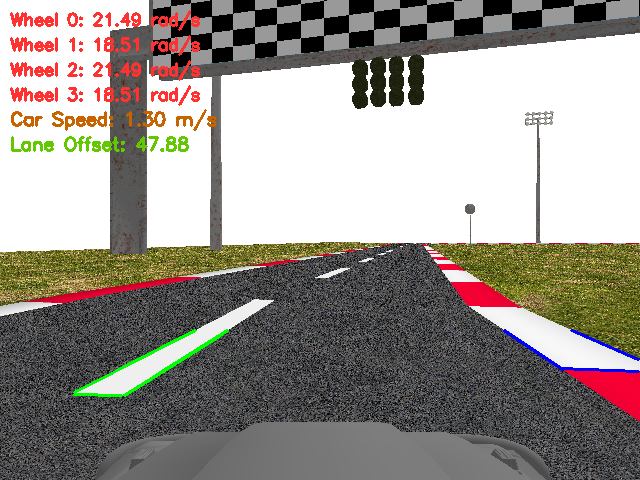 Wheel 0: 21.49 rad/s
Wheel 1: 18.51 rad/s
Wheel 2: 21.49 rad/s
Wheel 3: 18.51 rad/s
Car Speed: 1.30 m/s
Lane Offset: 47.88